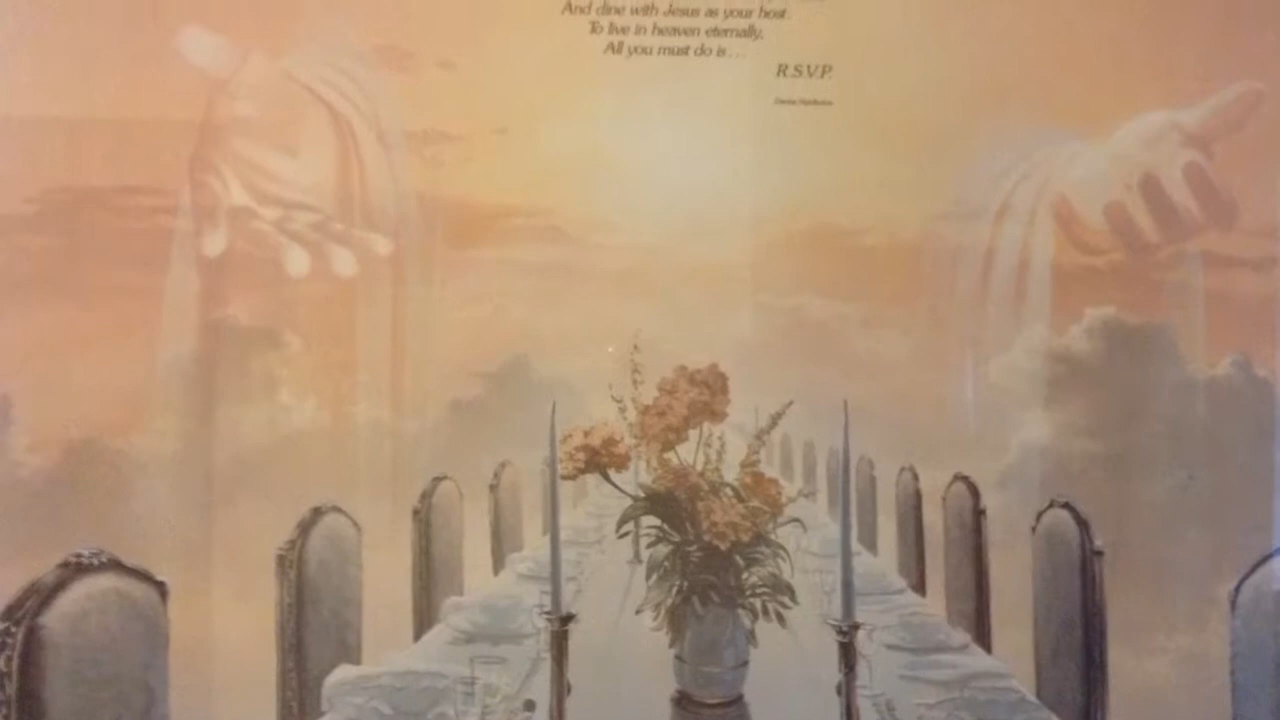 And dine with Jesus as your host.
To live in heaven eternally,
All you must do is...
R.S.V.P.